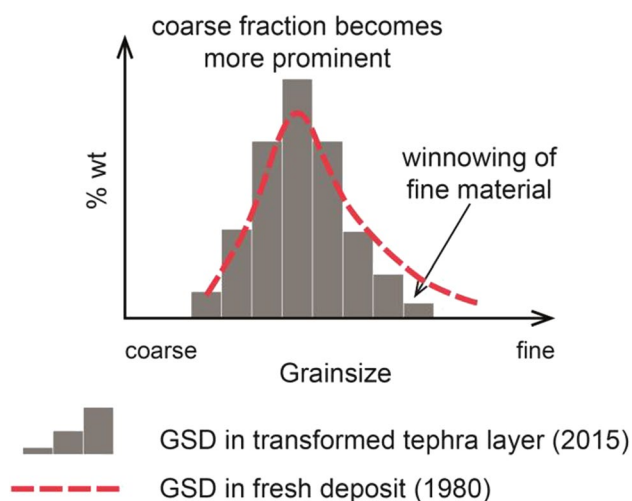 coarse fraction becomes
more prominent
% wt
winnowing of
fine material
coarse
fine
Grainsize
GSD in transformed tephra layer (2015)
GSD in fresh deposit (1980)